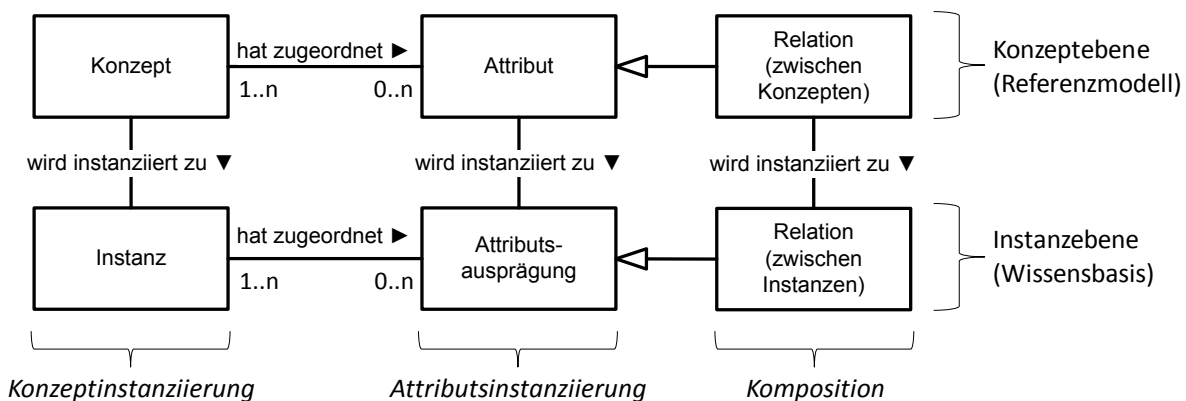 Konzept
hat zugeordnet ►
1..n
0..n
Attribut
Relation
(zwischen
Konzepten)
Konzeptebene
(Referenzmodell)
wird instanziiert zu ▼
wird instanziiert zu ▼
wird instanziiert zu ▼
Instanz
hat zugeordnet ►
1..n
0..n
Attributs-
ausprägung
Relation
(zwischen
Instanzen)
Instanzebene
(Wissensbasis)
Konzeptinstanziierung
Attributsinstanziierung
Komposition